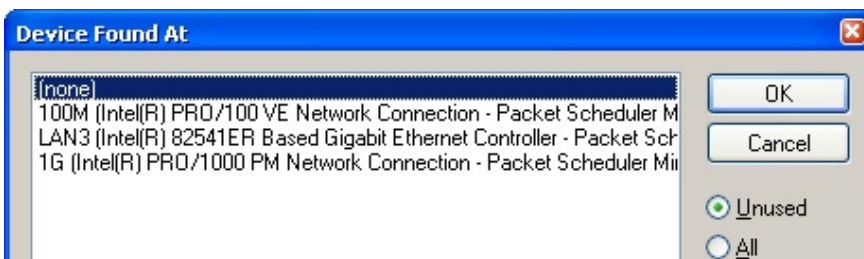 Device Found At
(none)
100M (Intel(R) PRO/100 VE Network Connection - Packet Scheduler M
LAN3 (Intel(R) 82541ER Based Gigabit Ethernet Controller - Packet Sch
1G (Intel(R) PRO/1000 PM Network Connection - Packet Scheduler Min
OK
Cancel
Unused
All